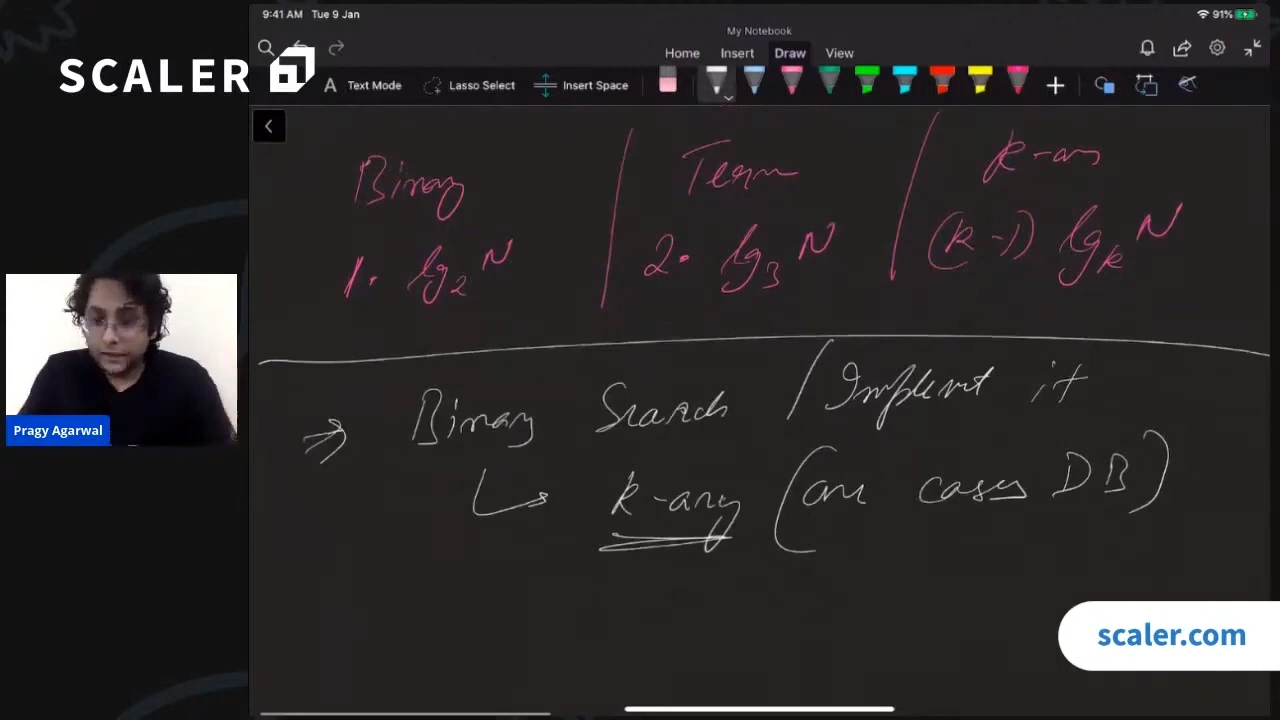 9:41 AM Tue 9 Jan
91%
My Notebook
Home Insert Draw View
SCALER
Text Mode Lasso Select Insert Space
Binary
k-ary
1. lg2 N
2. lg3 N
(k-1) lgk N
Binary Search / Implement it
k-ary ( cases DB)
Pragy Agarwal
scaler.com